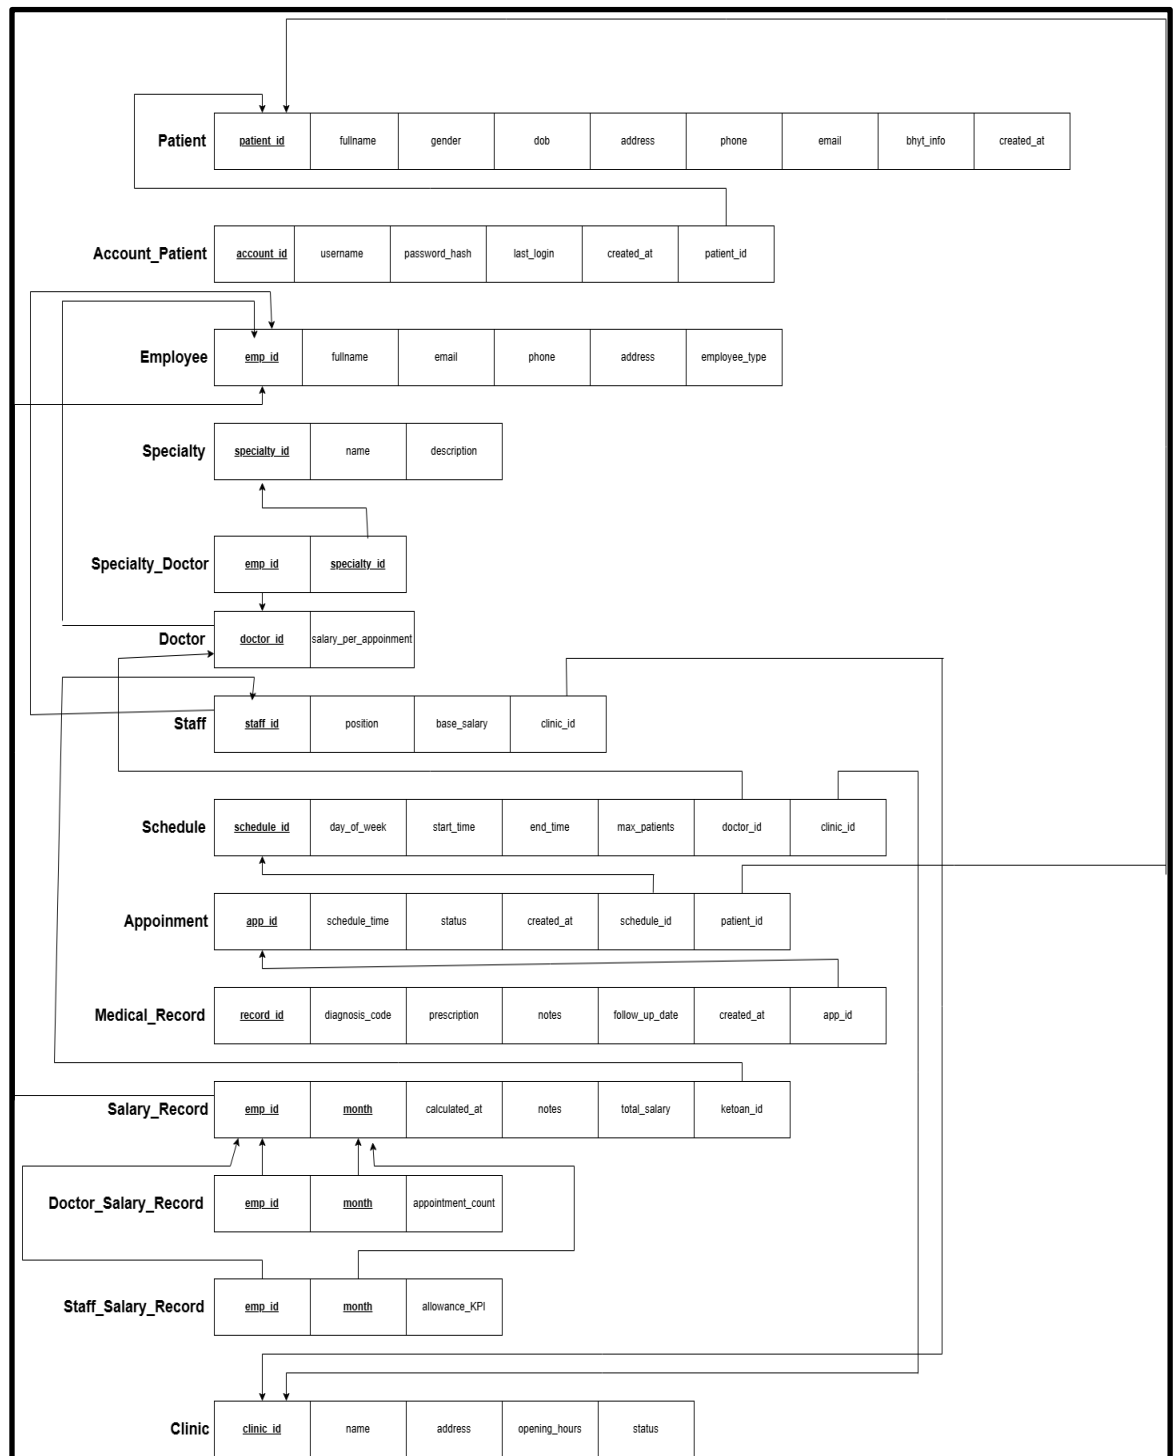 Patient patient_id fullname gender dob address phone email bhyt_info created_at
Account_Patient account_id username password_hash last_login created_at patient_id
Employee emp_id fullname email phone address employee_type
Specialty specialty_id name description
Specialty_Doctor emp_id specialty_id
Doctor doctor_id salary_per_appoinment
Staff staff_id position base_salary clinic_id
Schedule schedule_id day_of_week start_time end_time max_patients doctor_id clinic_id
Appoinment app_id schedule_time status created_at schedule_id patient_id
Medical_Record record_id diagnosis_code prescription notes follow_up_date created_at app_id
Salary_Record emp_id month calculated_at notes total_salary ketoan_id
Doctor_Salary_Record emp_id month appointment_count
Staff_Salary_Record emp_id month allowance_KPI
Clinic clinic_id name address opening_hours status